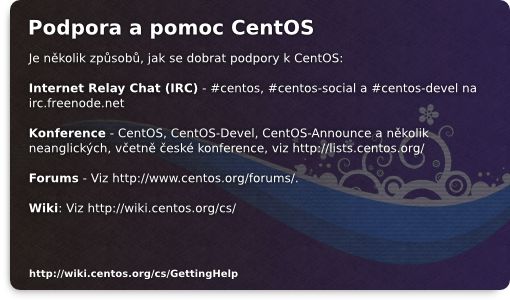 Podpora a pomoc CentOS
Je několik způsobů, jak se dobrat podpory k CentOS:
Internet Relay Chat (IRC) - #centos, #centos-social a #centos-devel na
irc.freenode.net
Konference - CentOS, CentOS-Devel, CentOS-Announce a několik
neanglických, včetně české konference, viz http://lists.centos.org/
Forums - Viz http://www.centos.org/forums/.
Wiki: Viz http://wiki.centos.org/cs/
http://wiki.centos.org/cs/GettingHelp